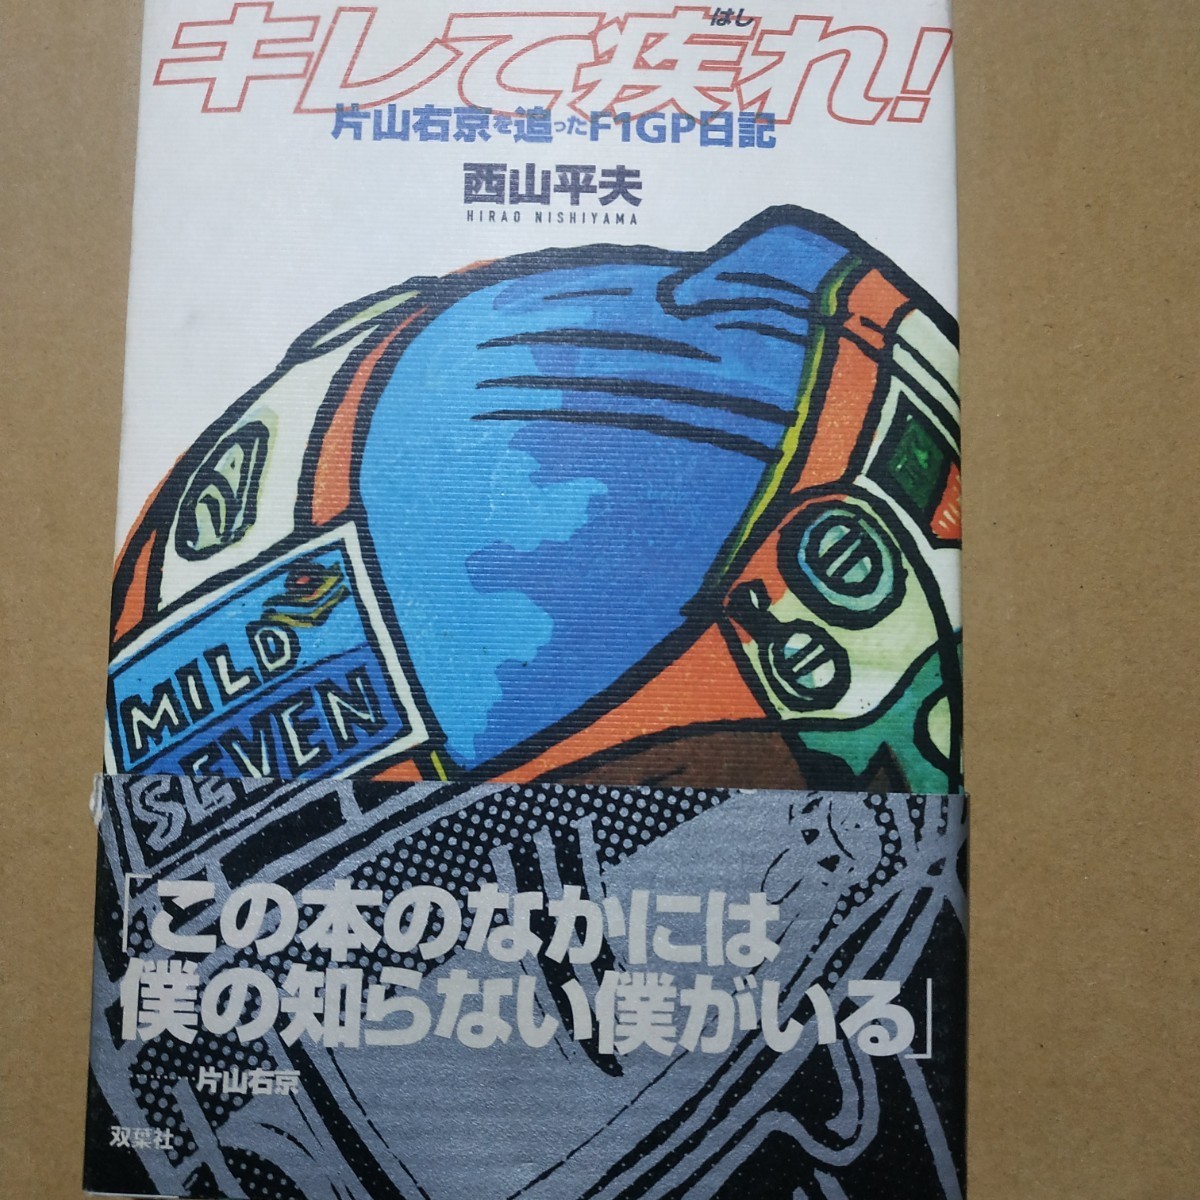 キレて疾れ!
はし
片山右京を追ったF1GP日記
西山平夫
HIRAO NISHIYAMA
MILD
SEVEN
「この本のなかには
僕の知らない僕がいる」
片山右京
双葉社